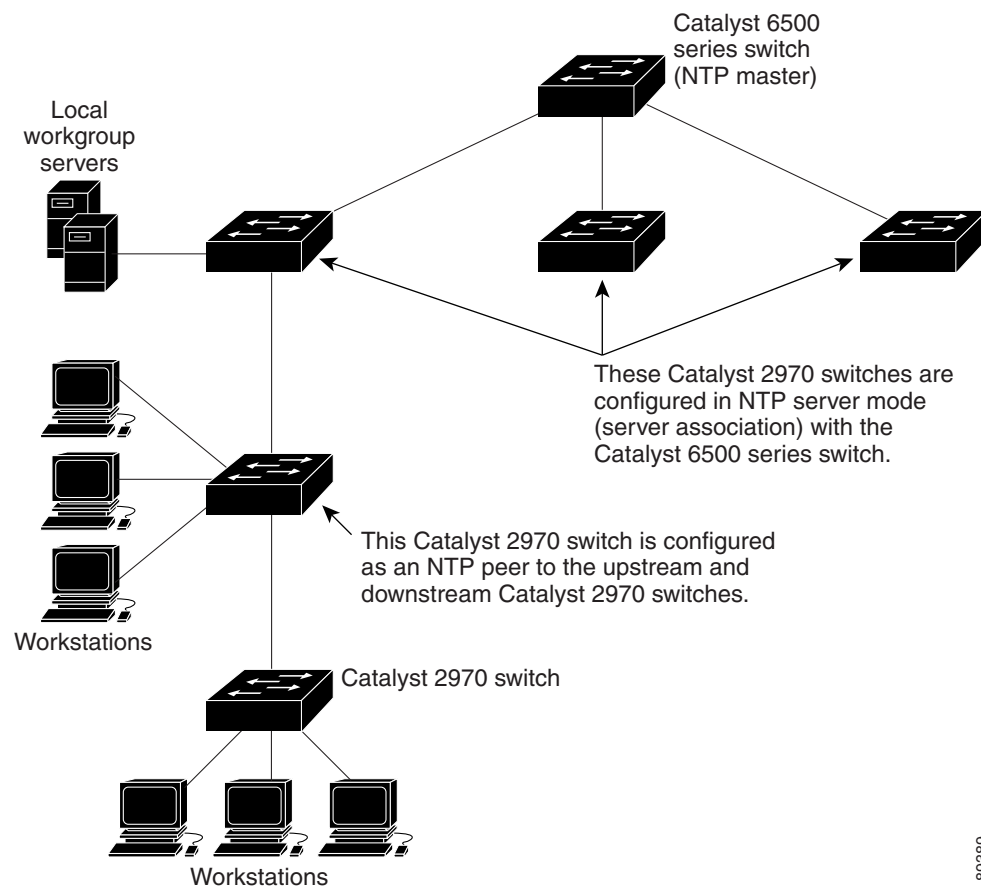 Catalyst 6500
series switch
(NTP master)
Local
workgroup
servers
These Catalyst 2970 switches are
configured in NTP server mode
(server association) with the
Catalyst 6500 series switch.
This Catalyst 2970 switch is configured
as an NTP peer to the upstream and
downstream Catalyst 2970 switches.
Workstations
Catalyst 2970 switch
Workstations